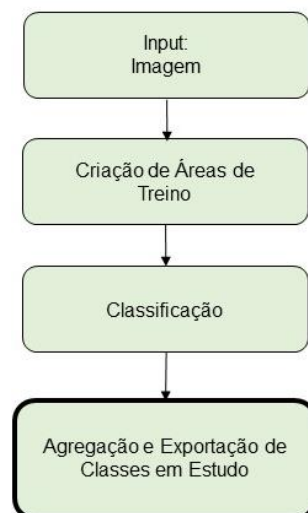 Input:
Imagem
Criação de Áreas de
Treino
Classificação
Agregação e Exportação de
Classes em Estudo